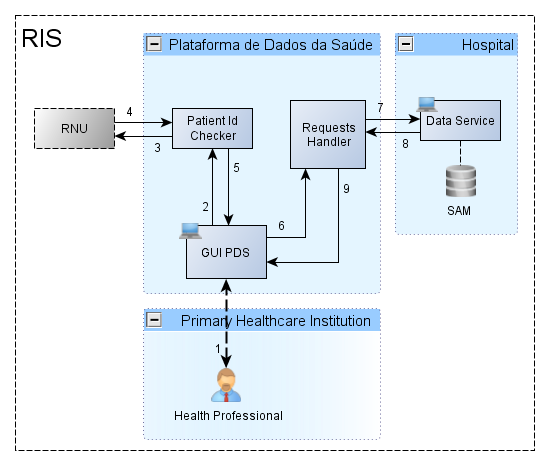 RIS
Plataforma de Dados da Saúde
Hospital
RNU
4
3
Patient Id
Checker
Requests
Handler
7
8
Data Service
2
5
6
9
SAM
GUI PDS
Primary Healthcare Institution
1
Health Professional